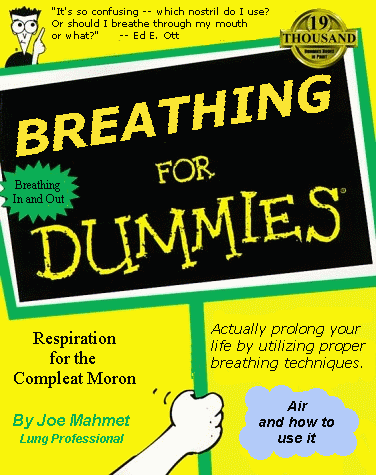 "It's so confusing -- which nostril do I use?
Or should I breathe through my mouth
or what?" -- Ed E. Ott
19
THOUSAND
BREATHING
FOR
DUMMIES®
Breathing
In and Out
Respiration
for the
Compleat Moron
By Joe Mahmet
Lung Professional
Actually prolong your
life by utilizing proper
breathing techniques.
Air
and how to
use it